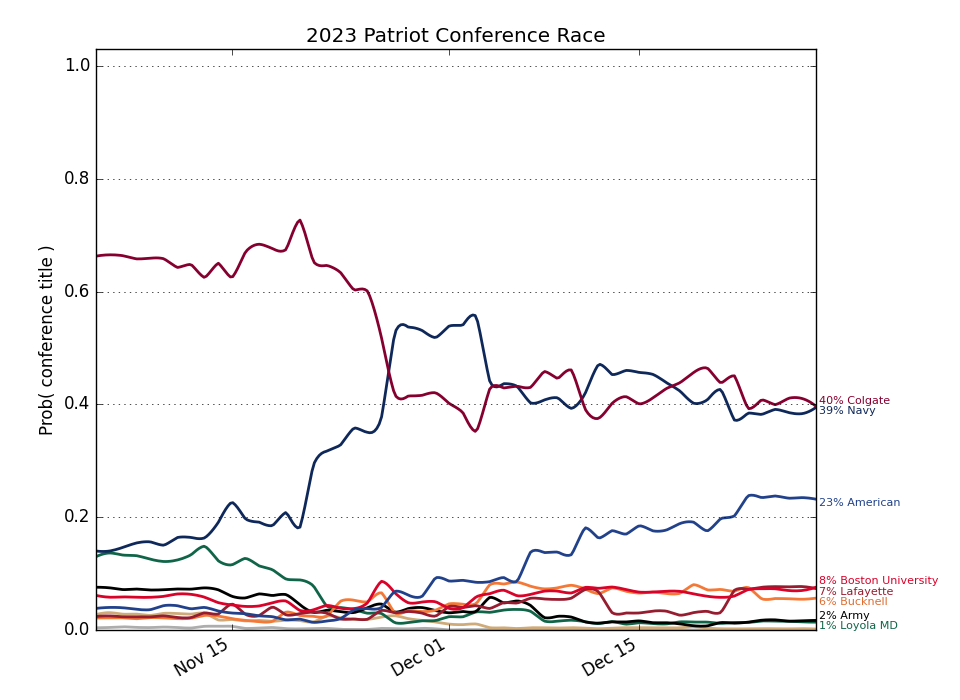 2023 Patriot Conference Race
Prob( conference title )
1.0
0.8
0.6
0.4
0.2
0.0
Nov 15
Dec 01
Dec 15
40% Colgate
39% Navy
23% American
8% Boston University
7% Lafayette
6% Bucknell
2% Army
1% Loyola MD